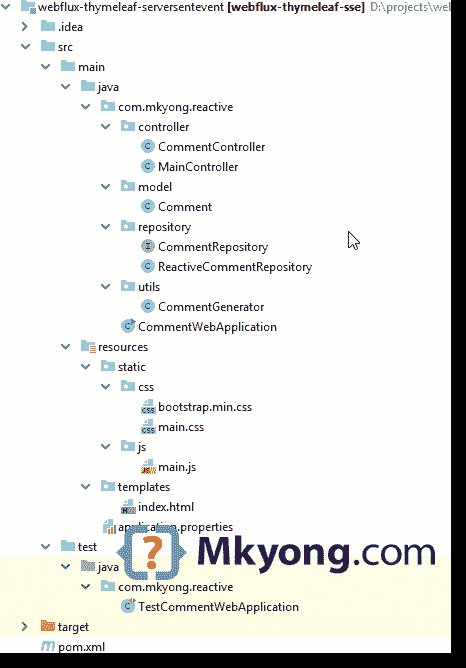 webflux-thymeleaf-serversentevent [webflux-thymeleaf-sse] D:\projects\web
.idea
src
main
java
com.mkyong.reactive
controller
CommentController
MainController
model
Comment
repository
CommentRepository
ReactiveCommentRepository
utils
CommentGenerator
CommentWebApplication
resources
static
css
bootstrap.min.css
main.css
js
main.js
templates
index.html
application.properties
test
Mkyong.com
java
com.mkyong.reactive
TestCommentWebApplication
target
pom.xml